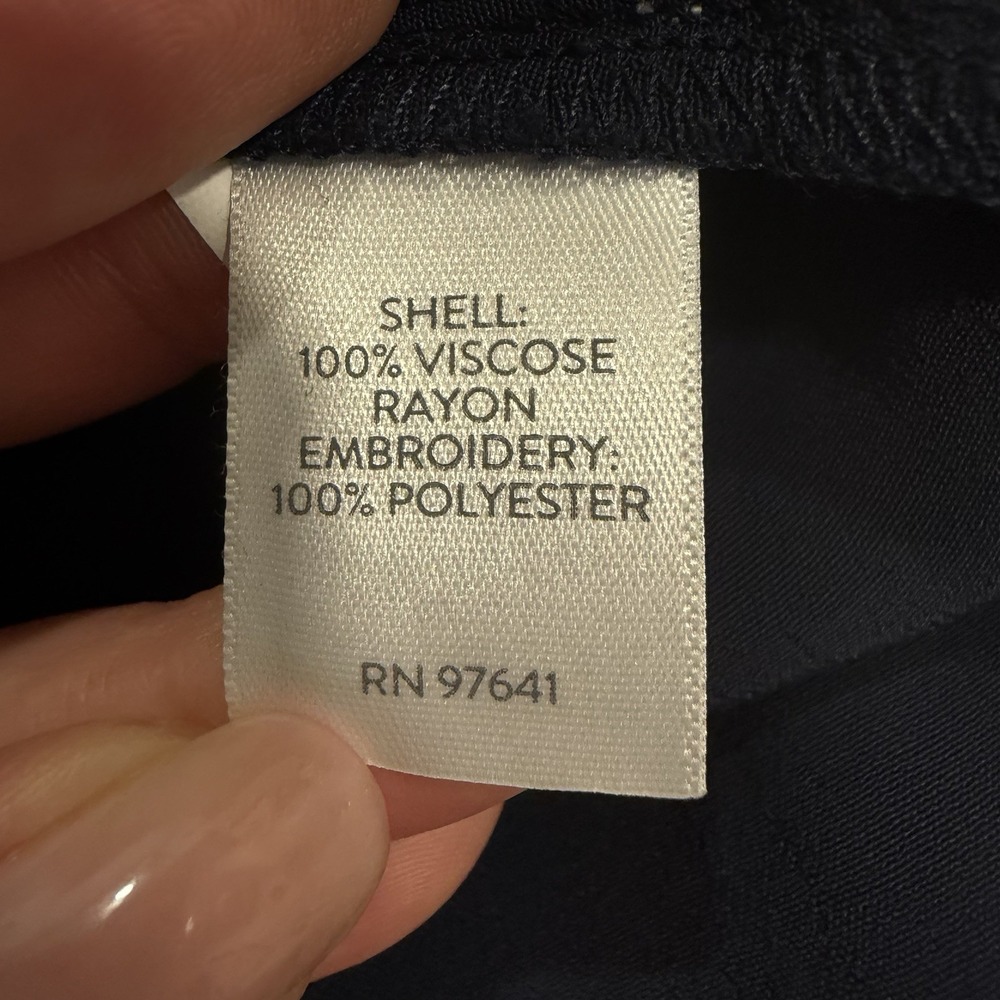 SHELL:
100% VISCOSE
RAYON
EMBROIDERY:
100% POLYESTER
RN 97641